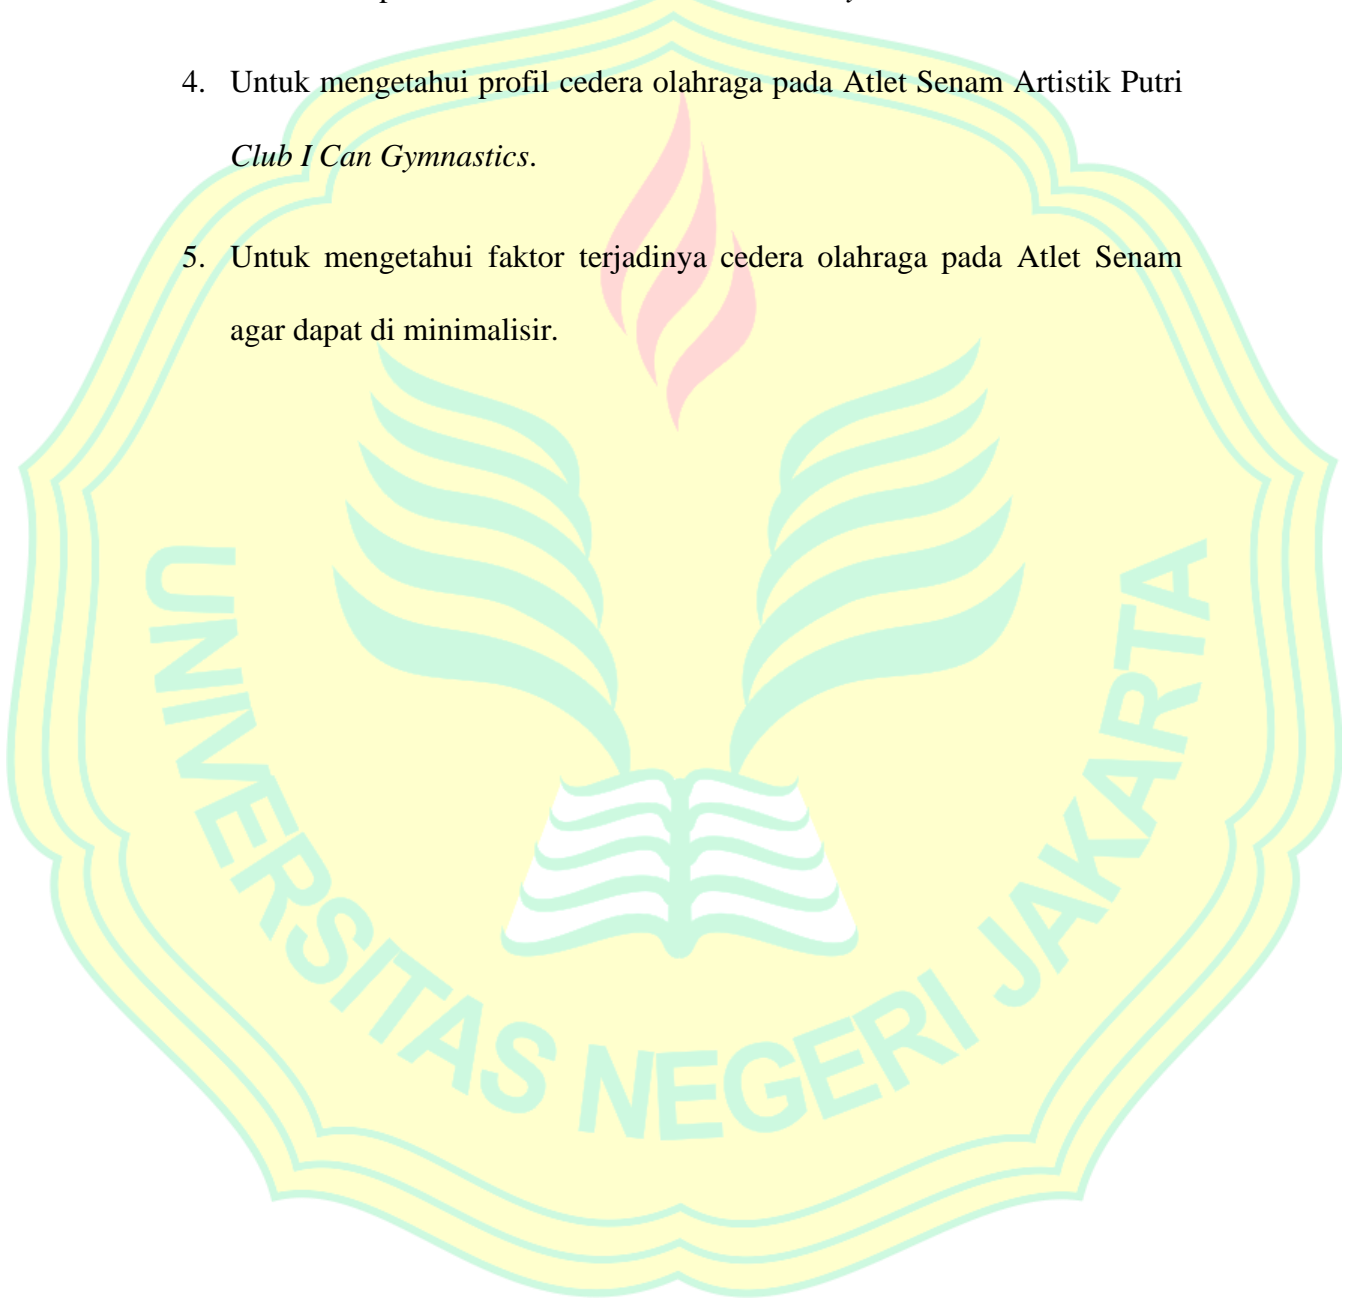 4. Untuk mengetahui profil cedera olahraga pada Atlet Senam Artistik Putri
Club I Can Gymnastics.
5. Untuk mengetahui faktor terjadinya cedera olahraga pada Atlet Senam
agar dapat di minimalisir.
UNIVERSITAS NEGERI JAKARTA